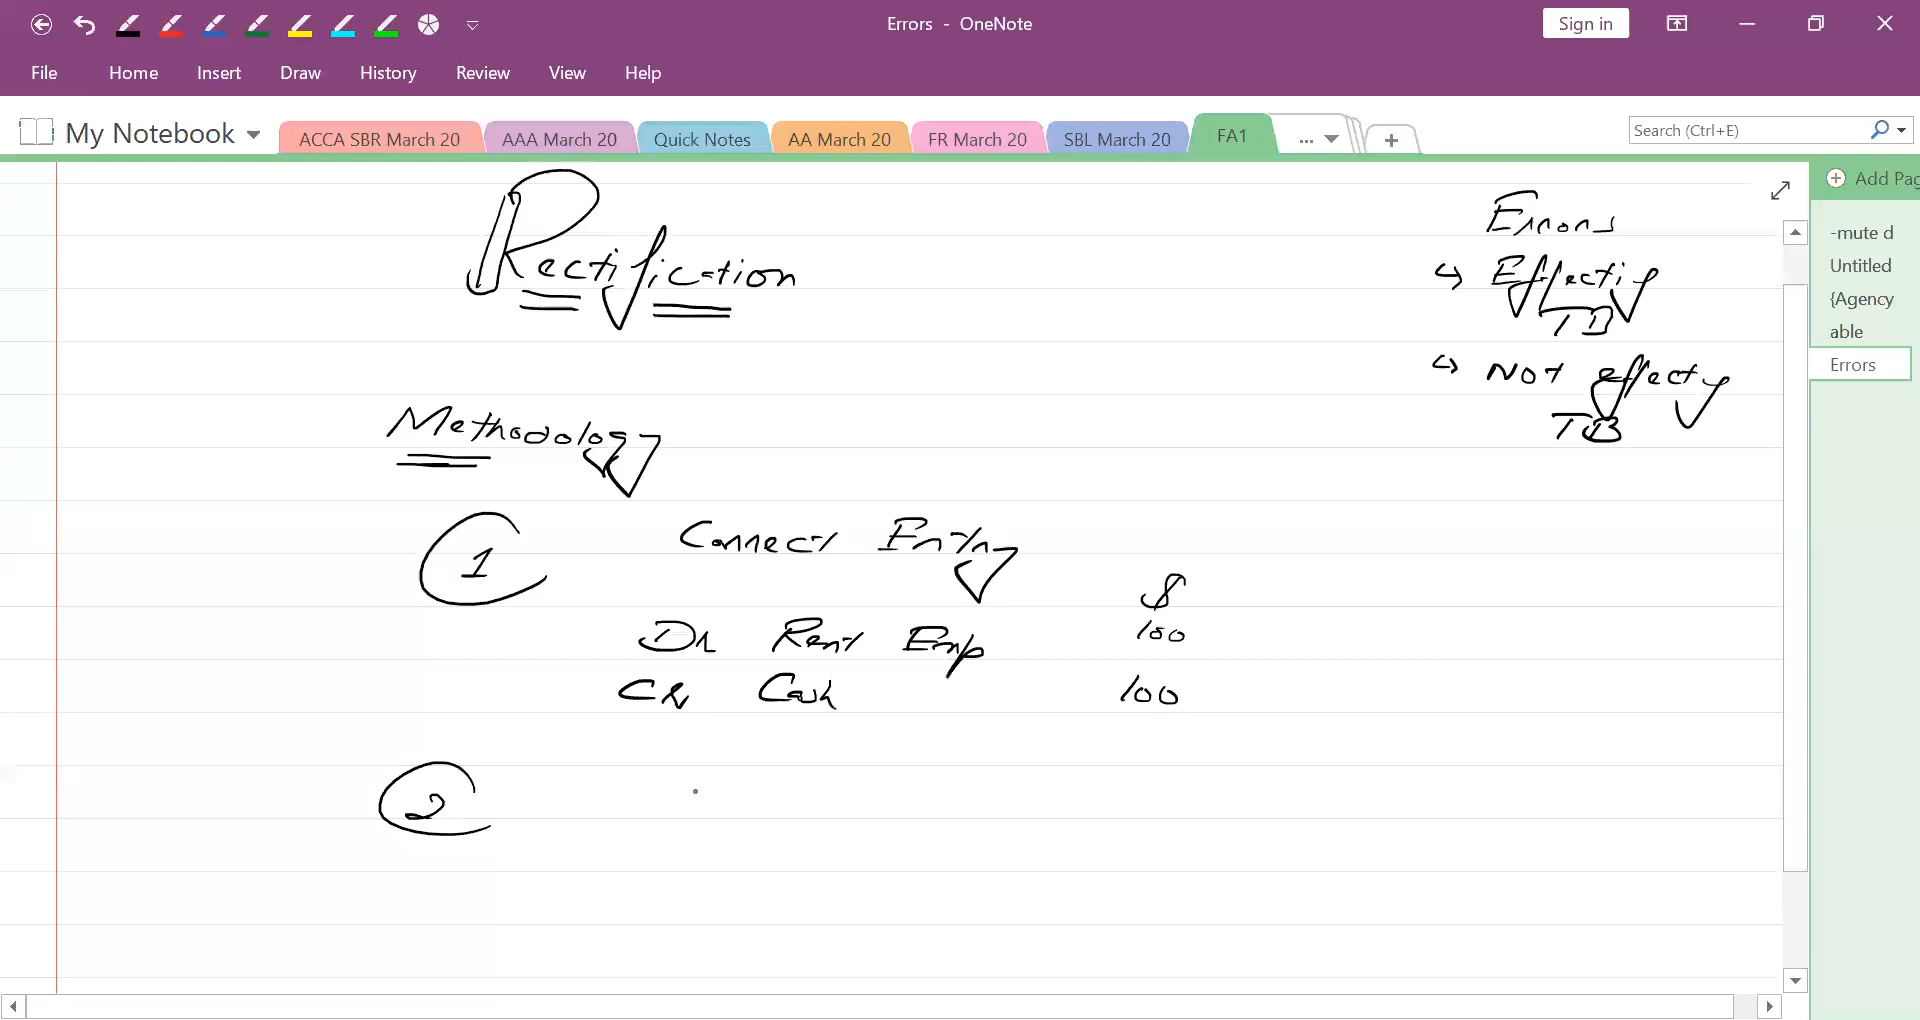 Errors - OneNote
Sign in
File Home Insert Draw History Review View Help
My Notebook
ACCA SBR March 20 AAA March 20 Quick Notes AA March 20 FR March 20 SBL March 20 FA1 ...
Search (Ctrl+E)
Add Pag
-mute d
Untitled
{Agency
able
Errors
Rectification
Errors
Effectig
TB
Not effectg
TB
Methodology
1 Correct Entry
$
Dr Rent Exp 100
Cr Cash 100
2